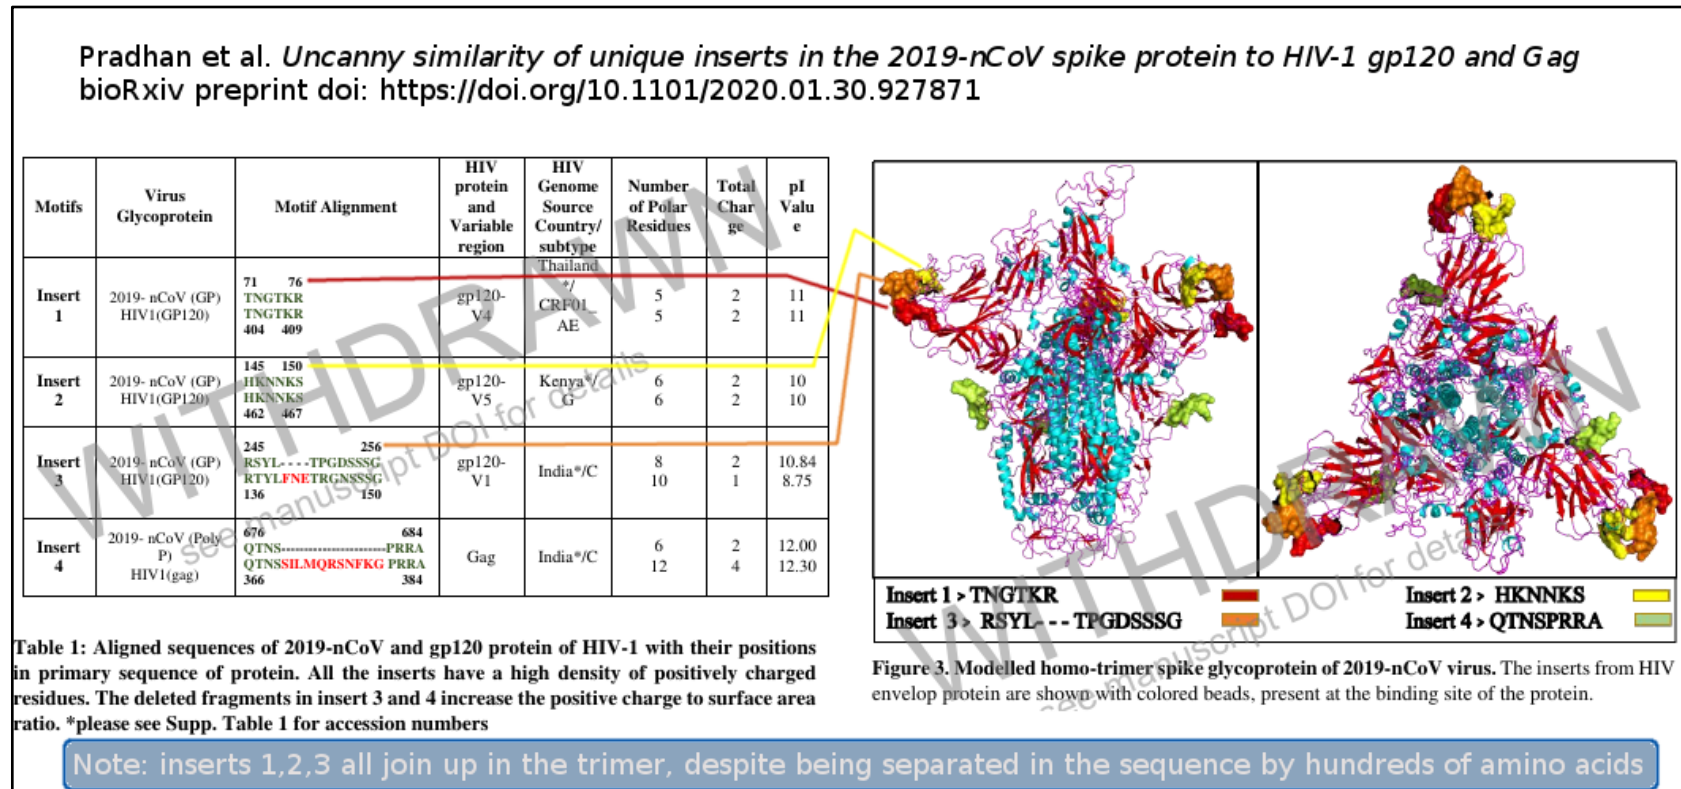 Pradhan et al. Uncanny similarity of unique inserts in the 2019-nCoV spike protein to HIV-1 gp120 and Gag
bioRxiv preprint doi: https://doi.org/10.1101/2020.01.30.927871
Motifs
Virus
Glycoprotein
Motif Alignment
HIV
protein
and
Variable
region
HIV
Genome
Source
Country/
subtype
Number
of Polar
Residues
Total
Char
ge
pI
Valu
e
Insert
1
2019- nCoV (GP)
HIV1(GP120)
71 76
TNGTKR
TNGTKR
404 409
gp120-
V4
Thailand
*/
CRF01_
AE
5
5
2
2
11
11
Insert
2
2019- nCoV (GP)
HIV1(GP120)
145 150
HKNNKS
HKNNKS
462 467
gp120-
V5
Kenya*/
G
6
6
2
2
10
10
Insert
3
2019- nCoV (GP)
HIV1(GP120)
245 256
RSYL- - - -TPGDSSSG
RTYLFNETRGNSSSG
136 150
gp120-
V1
India*/C
8
10
2
1
10.84
8.75
Insert
4
2019- nCoV (Poly
P)
HIV1(gag)
676 684
QTNS----------------------PRRA
QTNSSILMQRSNFKG PRRA
366 384
Gag
India*/C
6
12
2
4
12.00
12.30
WITHDRAWN
see manuscript DOI for details
Table 1: Aligned sequences of 2019-nCoV and gp120 protein of HIV-1 with their positions
in primary sequence of protein. All the inserts have a high density of positively charged
residues. The deleted fragments in insert 3 and 4 increase the positive charge to surface area
ratio. *please see Supp. Table 1 for accession numbers
Insert 1 > TNGTKR
Insert 2 > HKNNKS
Insert 3 > RSYL- - - TPGDSSSG
Insert 4 > QTNSPRRA
WITHDRAWN
see manuscript DOI for details
Figure 3. Modelled homo-trimer spike glycoprotein of 2019-nCoV virus. The inserts from HIV
envelop protein are shown with colored beads, present at the binding site of the protein.
Note: inserts 1,2,3 all join up in the trimer, despite being separated in the sequence by hundreds of amino acids